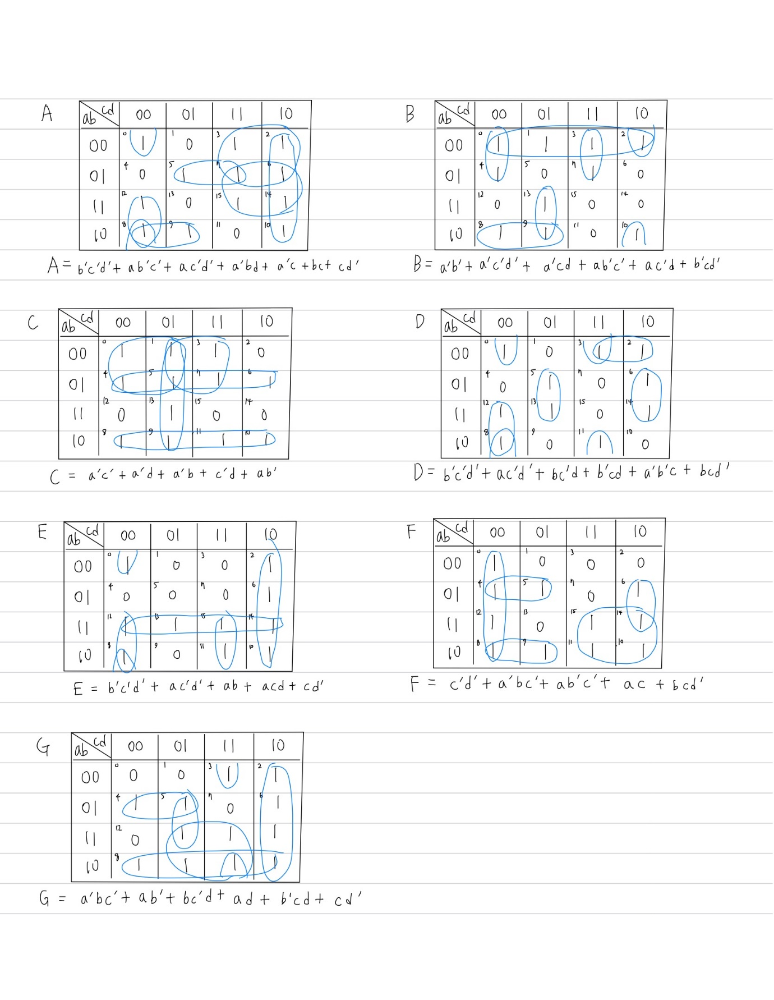 A
ab cd 00 01 11 10
00 0 1 1 0 3 1 2 1
01 4 0 5 1 7 1 6 1
11 12 1 13 0 15 1 14 1
10 8 1 9 1 11 0 10 1
A = b'c'd' + ab'c' + ac'd' + a'bd + a'c + bc + cd'
B
ab cd 00 01 11 10
00 0 1 1 1 3 1 2 1
01 4 1 5 0 7 1 6 0
11 12 0 13 1 15 0 14 0
10 8 1 9 1 11 0 10 1
B = a'b' + a'c'd' + a'cd + ab'c' + ac'd + b'cd'
C
ab cd 00 01 11 10
00 0 1 1 1 3 1 2 0
01 4 1 5 1 7 1 6 1
11 12 0 13 1 15 0 14 0
10 8 1 9 1 11 1 10 1
C = a'c' + a'd + a'b + c'd + ab'
D
ab cd 00 01 11 10
00 0 1 1 0 3 1 2 1
01 4 0 5 1 7 0 6 1
11 12 1 13 1 15 0 14 1
10 8 1 9 0 11 1 10 0
D = b'c'd' + ac'd' + bc'd + b'cd + a'b'c + bcd'
E
ab cd 00 01 11 10
00 0 1 1 0 3 0 2 1
01 4 0 5 0 7 0 6 1
11 12 1 13 1 15 1 14 1
10 8 1 9 0 11 1 10 1
E = b'c'd' + ac'd' + ab + acd + cd'
F
ab cd 00 01 11 10
00 0 1 1 0 3 0 2 0
01 4 1 5 1 7 0 6 1
11 12 1 13 0 15 1 14 1
10 8 1 9 1 11 1 10 1
F = c'd' + a'bc' + ab'c' + ac + bcd'
G
ab cd 00 01 11 10
00 0 0 1 0 3 1 2 1
01 4 1 5 1 7 0 6 1
11 12 0 1 1 1
10 8 1 1 1 1
G = a'bc' + ab' + bc'd + ad + b'cd + cd'